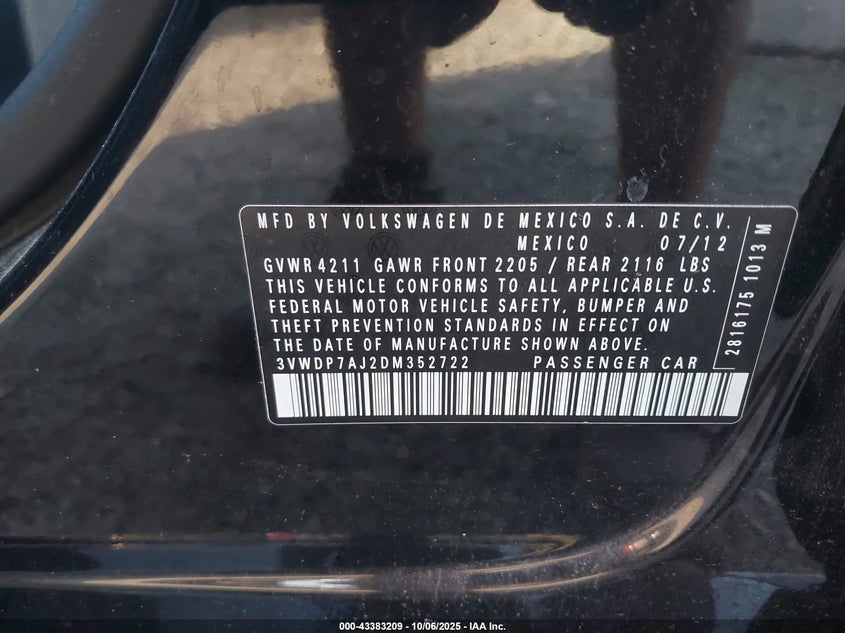 MFD BY VOLKSWAGEN DE MEXICO S.A. DE C.V.
MEXICO 07/12
GVWR 4211 GAWR FRONT 2205 / REAR 2116 LBS
THIS VEHICLE CONFORMS TO ALL APPLICABLE U.S.
FEDERAL MOTOR VEHICLE SAFETY, BUMPER AND
THEFT PREVENTION STANDARDS IN EFFECT ON
THE DATE OF MANUFACTURE SHOWN ABOVE.
3VWDP7AJ2DM352722 PASSENGER CAR
2816175 1013 M
000-43383209 - 10/06/2025 - IAA Inc.